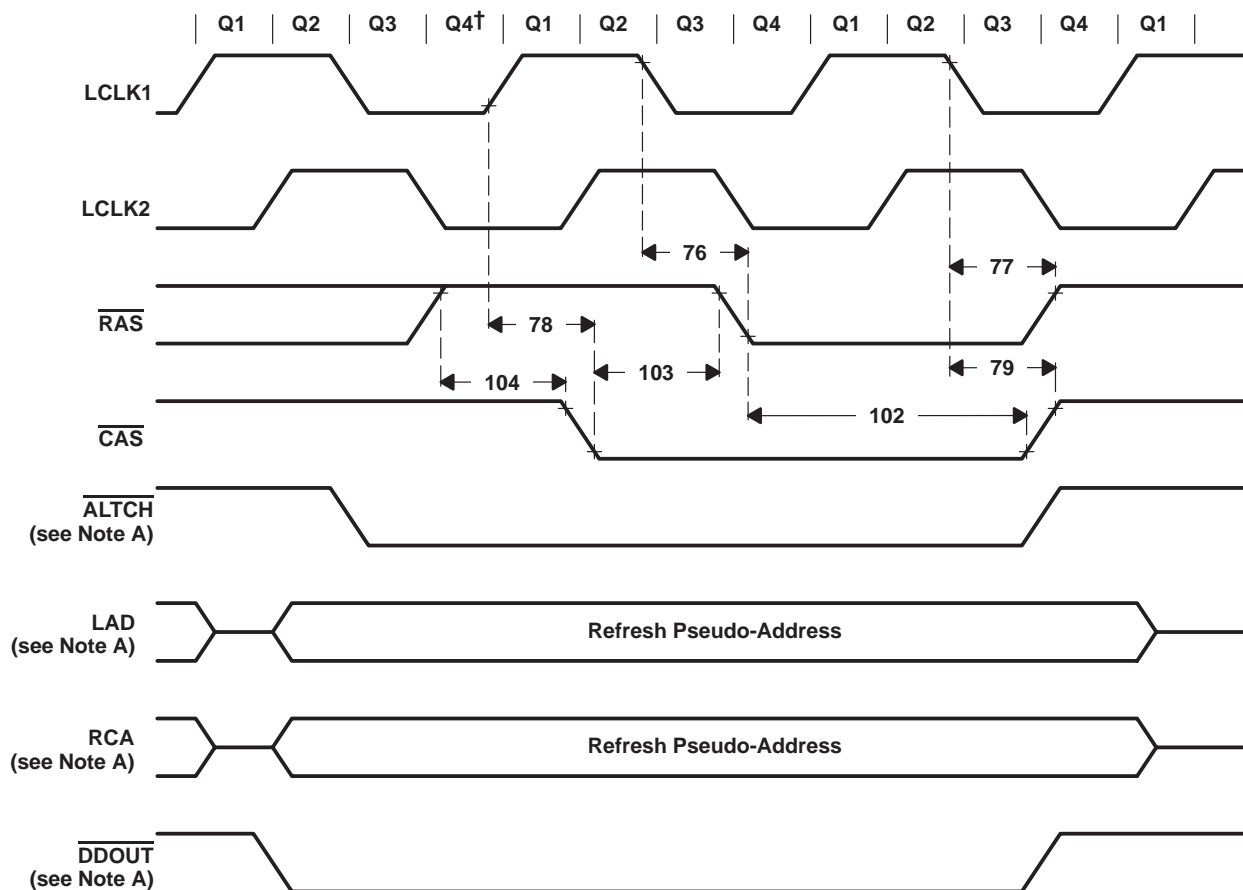 Q1 Q2 Q3 Q4† Q1 Q2 Q3 Q4 Q1 Q2 Q3 Q4 Q1
LCLK1
LCLK2
76
77
RAS
78
79
103
104
102
CAS
ALTCH
(see Note A)
LAD
(see Note A)
Refresh Pseudo-Address
RCA
(see Note A)
Refresh Pseudo-Address
DDOUT
(see Note A)